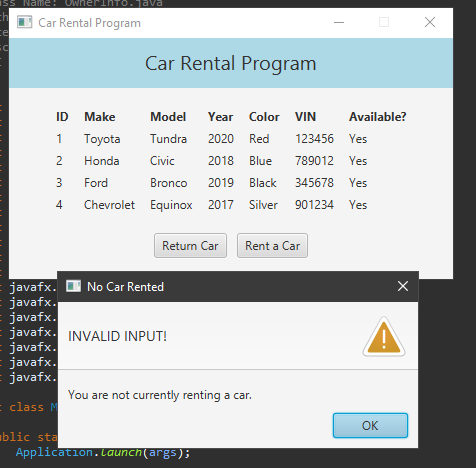 lass Name: OwnerInfo.java
Car Rental Program
Car Rental Program
ID Make Model Year Color VIN Available?
1 Toyota Tundra 2020 Red 123456 Yes
2 Honda Civic 2018 Blue 789012 Yes
3 Ford Bronco 2019 Black 345678 Yes
4 Chevrolet Equinox 2017 Silver 901234 Yes
Return Car Rent a Car
No Car Rented
INVALID INPUT!
You are not currently renting a car.
OK
t javafx.
t javafx.
t javafx.
t javafx.
t javafx.
t javafx.
t javafx.
t class M
public sta
Application.launch(args);